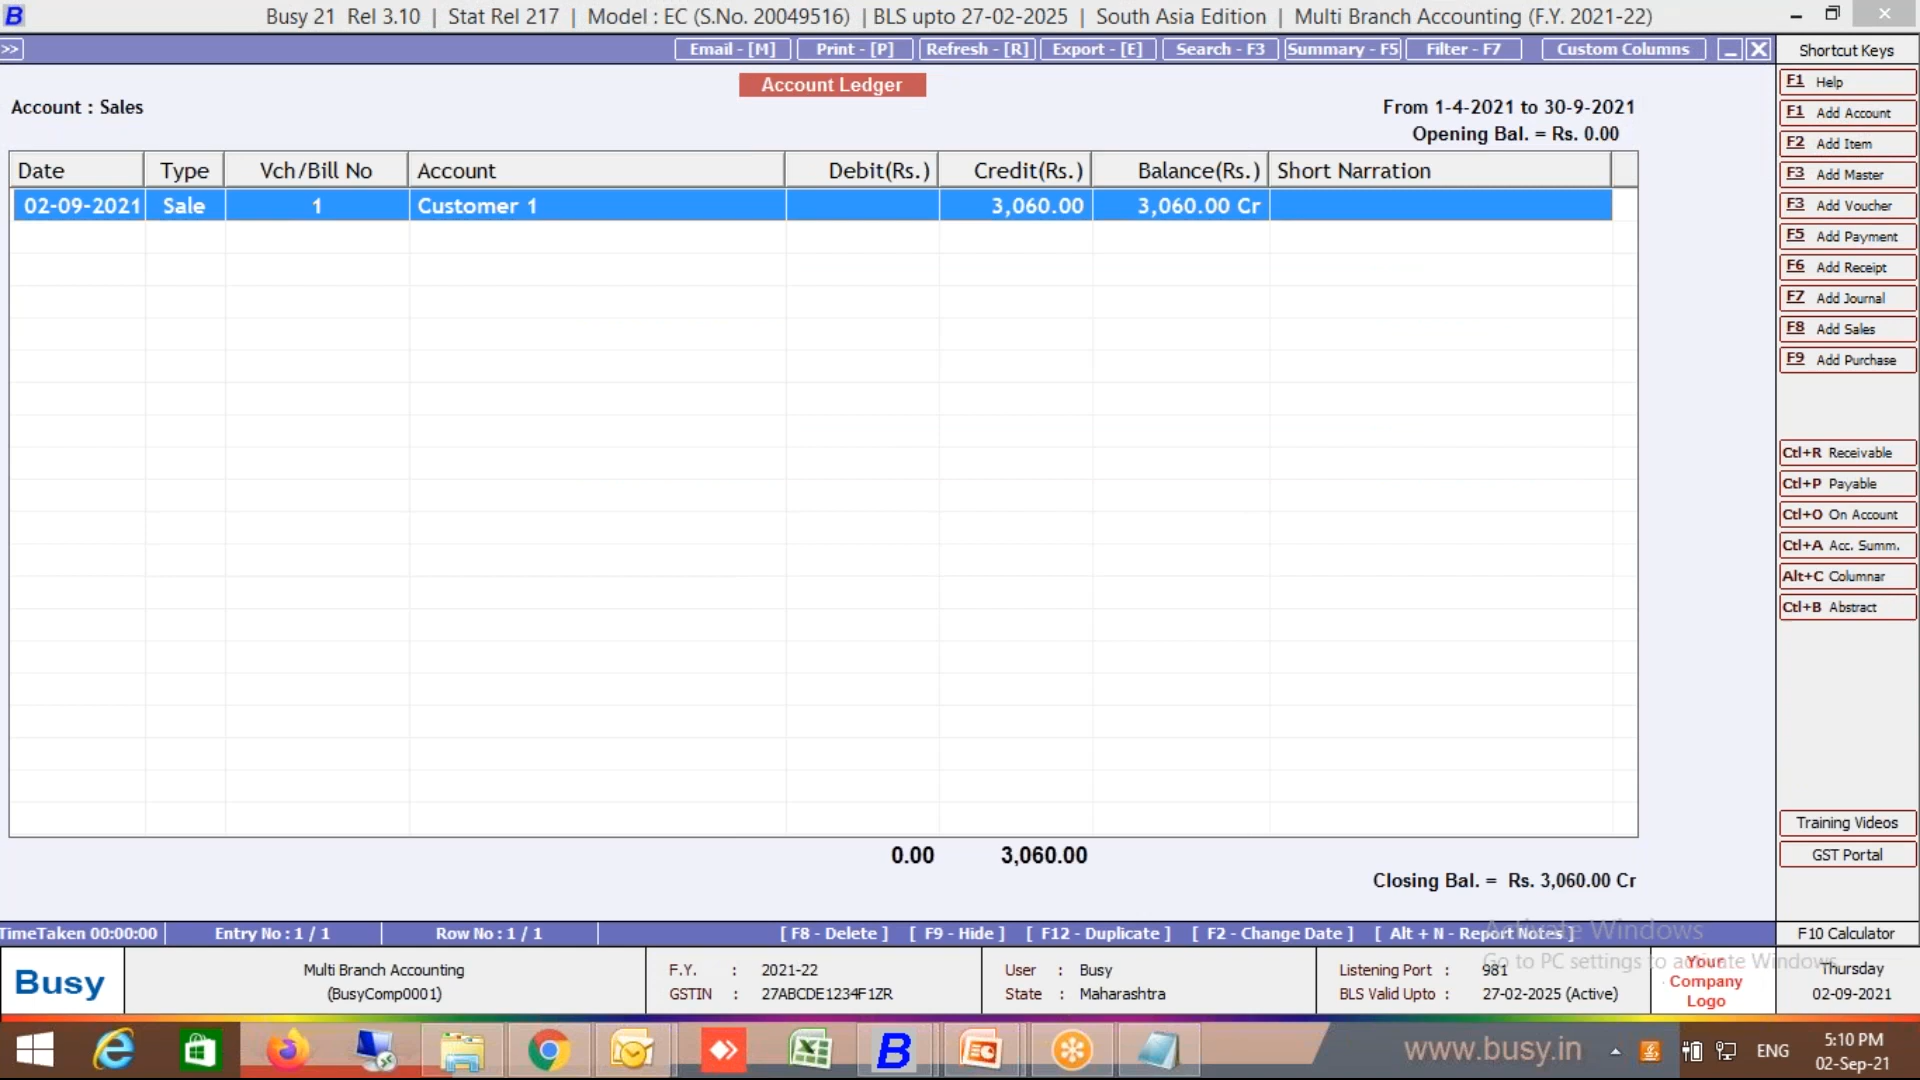 B Busy 21 Rel 3.10 | Stat Rel 217 | Model : EC (S.No. 20049516) | BLS upto 27-02-2025 | South Asia Edition | Multi Branch Accounting (F.Y. 2021-22)
>> Email - [M] Print - [P] Refresh - [R] Export - [E] Search - F3 Summary - F5 Filter - F7 Custom Columns
Shortcut Keys
Account Ledger
Account : Sales
From 1-4-2021 to 30-9-2021
Opening Bal. = Rs. 0.00
Date Type Vch/Bill No Account Debit(Rs.) Credit(Rs.) Balance(Rs.) Short Narration
02-09-2021 Sale 1 Customer 1 3,060.00 3,060.00 Cr
0.00 3,060.00
Closing Bal. = Rs. 3,060.00 Cr
F1 Help
F1 Add Account
F2 Add Item
F3 Add Master
F3 Add Voucher
F5 Add Payment
F6 Add Receipt
F7 Add Journal
F8 Add Sales
F9 Add Purchase
Ctl+R Receivable
Ctl+P Payable
Ctl+O On Account
Ctl+A Acc. Summ.
Alt+C Columnar
Ctl+B Abstract
Training Videos
GST Portal
TimeTaken 00:00:00 Entry No : 1 / 1 Row No : 1 / 1 [ F8 - Delete ] [ F9 - Hide ] [ F12 - Duplicate ] [ F2 - Change Date ] [ Alt + N - Report Notes ]
F10 Calculator
Activate Windows
Go to PC settings to activate Windows.
Busy
Multi Branch Accounting
(BusyComp0001)
F.Y. : 2021-22
GSTIN : 27ABCDE1234F1ZR
User : Busy
State : Maharashtra
Listening Port : 981
BLS Valid Upto : 27-02-2025 (Active)
Your
Company
Logo
Thursday
02-09-2021
www.busy.in
ENG
5:10 PM
02-Sep-21